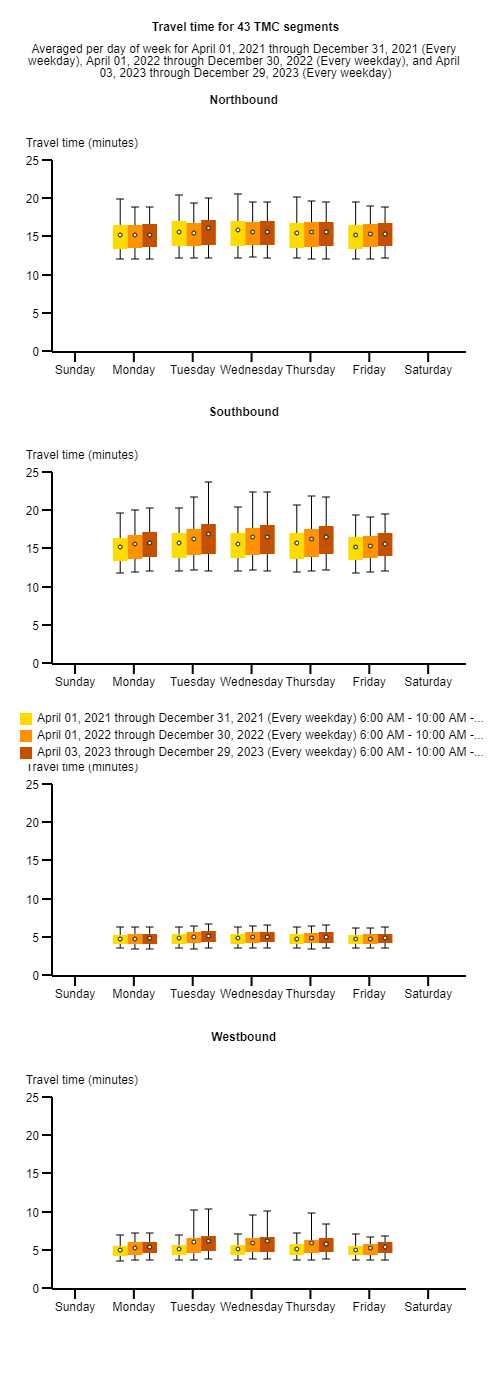 Travel time for 43 TMC segments
Averaged per day of week for April 01, 2021 through December 31, 2021 (Every
weekday), April 01, 2022 through December 30, 2022 (Every weekday), and April
03, 2023 through December 29, 2023 (Every weekday)
Northbound
Travel time (minutes)
25
20
15
10
5
0
Sunday Monday Tuesday Wednesday Thursday Friday Saturday
Southbound
Travel time (minutes)
25
20
15
10
5
0
Sunday Monday Tuesday Wednesday Thursday Friday Saturday
April 01, 2021 through December 31, 2021 (Every weekday) 6:00 AM - 10:00 AM -...
April 01, 2022 through December 30, 2022 (Every weekday) 6:00 AM - 10:00 AM -...
April 03, 2023 through December 29, 2023 (Every weekday) 6:00 AM - 10:00 AM -...
Travel time (minutes)
25
20
15
10
5
0
Sunday Monday Tuesday Wednesday Thursday Friday Saturday
Westbound
Travel time (minutes)
25
20
15
10
5
0
Sunday Monday Tuesday Wednesday Thursday Friday Saturday